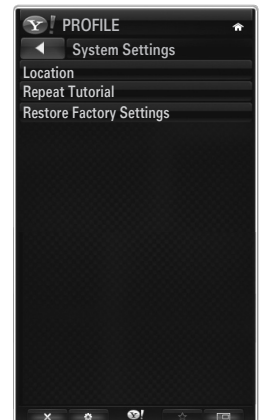 Y! PROFILE
System Settings
Location
Repeat Tutorial
Restore Factory Settings
Y!